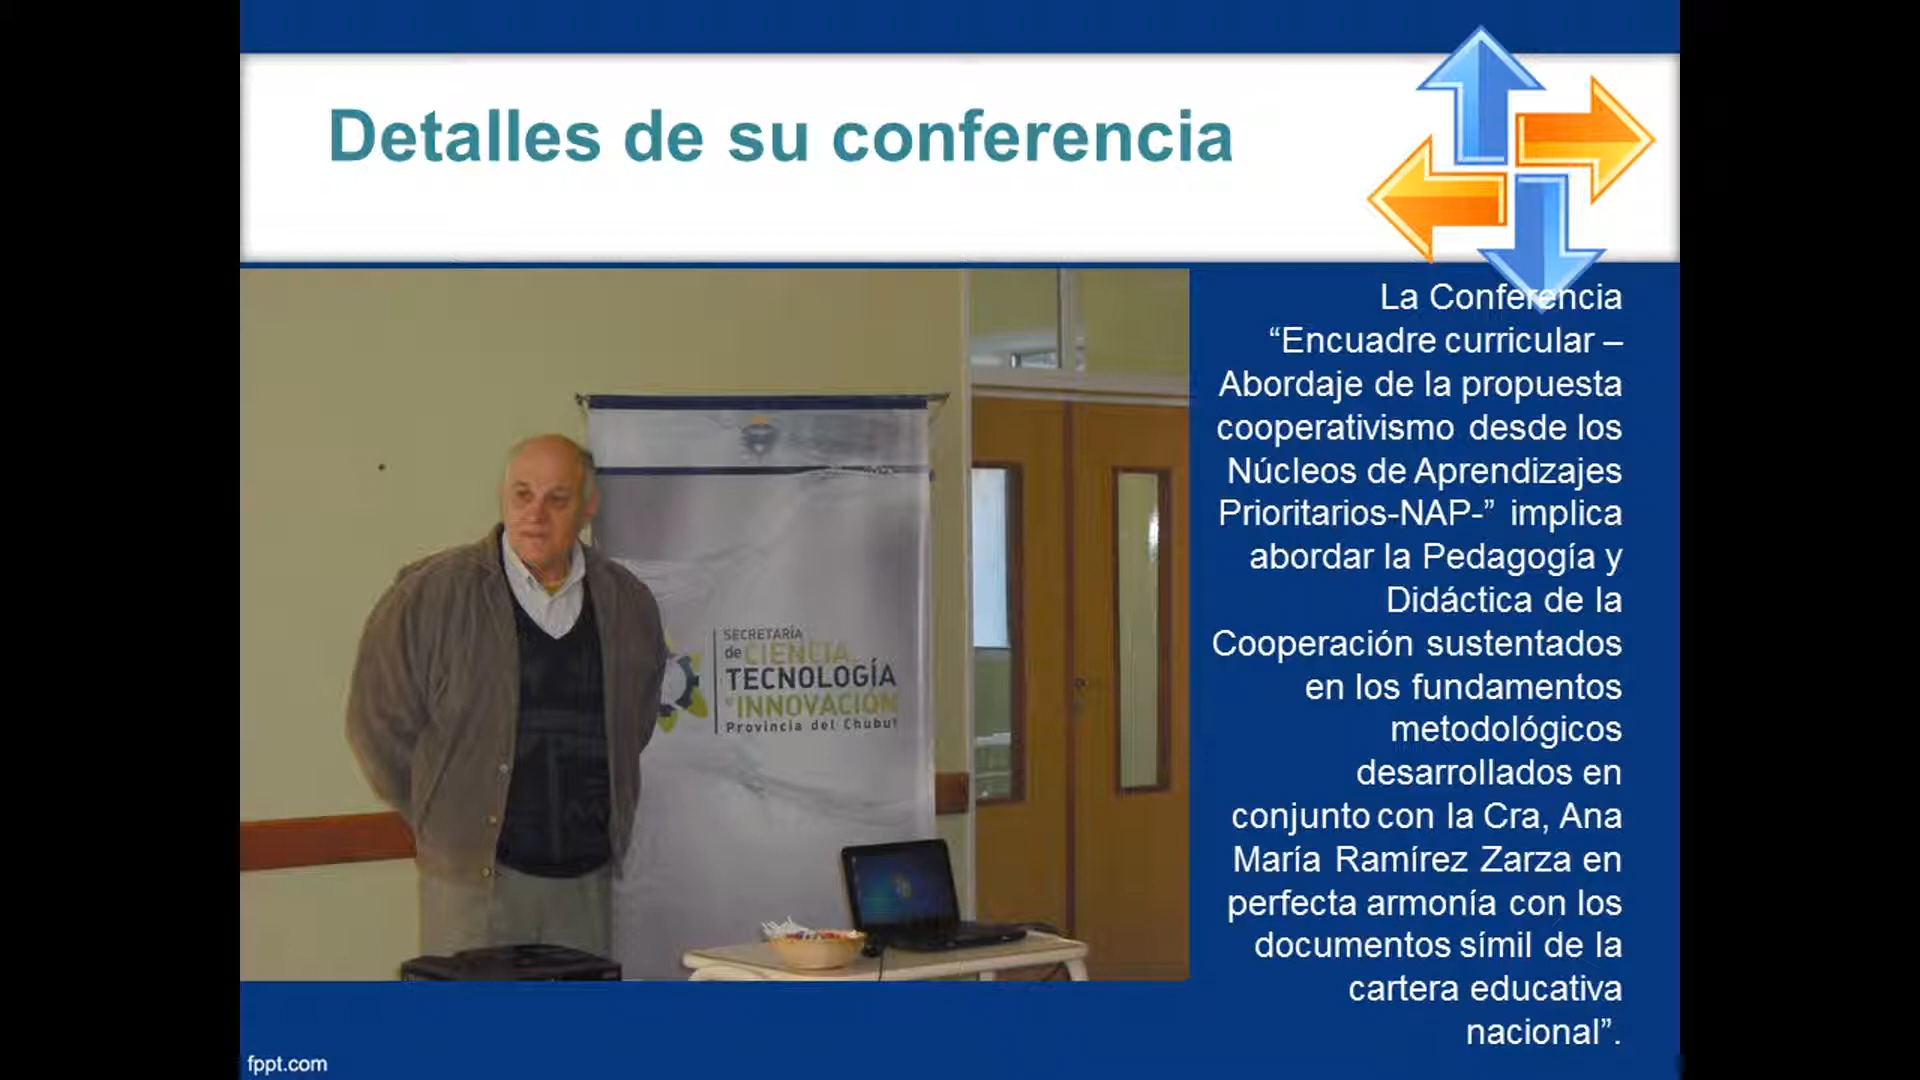 Detalles de su conferencia
La Conferencia
“Encuadre curricular –
Abordaje de la propuesta
cooperativismo desde los
Núcleos de Aprendizajes
Prioritarios-NAP-” implica
abordar la Pedagogía y
Didáctica de la
Cooperación sustentados
en los fundamentos
metodológicos
desarrollados en
conjunto con la Cra, Ana
María Ramírez Zarza en
perfecta armonía con los
documentos símil de la
cartera educativa
nacional”.
SECRETARÍA
de CIENCIA
TECNOLOGÍA
e INNOVACIÓN
Provincia del Chubut
fppt.com